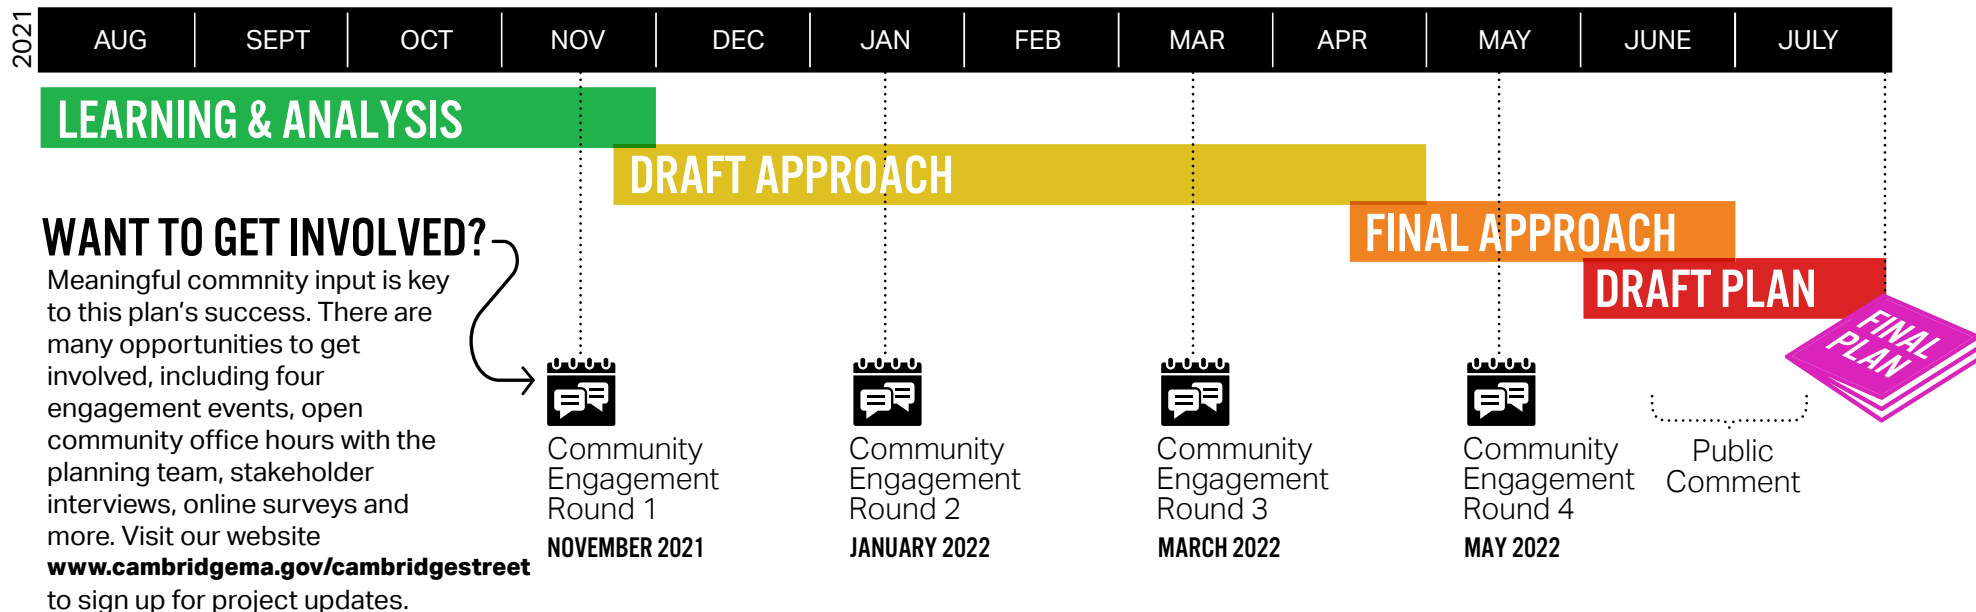 2021
AUG SEPT OCT NOV DEC JAN FEB MAR APR MAY JUNE JULY
LEARNING & ANALYSIS
DRAFT APPROACH
FINAL APPROACH
DRAFT PLAN
FINAL
PLAN
WANT TO GET INVOLVED?
Meaningful commnity input is key
to this plan's success. There are
many opportunities to get
involved, including four
engagement events, open
community office hours with the
planning team, stakeholder
interviews, online surveys and
more. Visit our website
www.cambridgema.gov/cambridgestreet
to sign up for project updates.
Community
Engagement
Round 1
NOVEMBER 2021
Community
Engagement
Round 2
JANUARY 2022
Community
Engagement
Round 3
MARCH 2022
Community
Engagement
Round 4
MAY 2022
Public
Comment